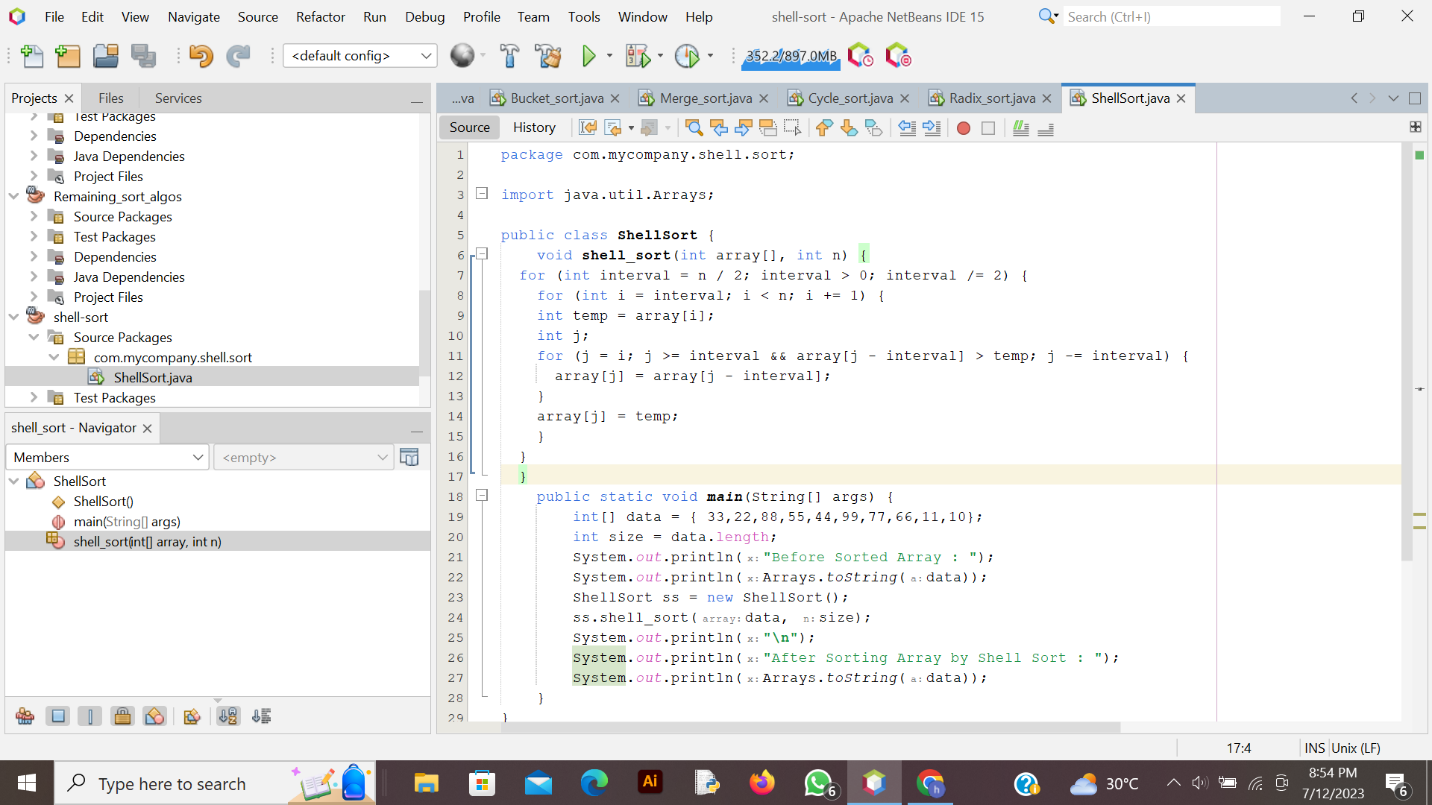 File Edit View Navigate Source Refactor Run Debug Profile Team Tools Window Help shell-sort - Apache NetBeans IDE 15 Search (Ctrl+I)
<default config> 352.2/897.0MB
Projects Files Services
Test Packages
Dependencies
Java Dependencies
Project Files
Remaining_sort_algos
Source Packages
Test Packages
Dependencies
Java Dependencies
Project Files
shell-sort
Source Packages
com.mycompany.shell.sort
ShellSort.java
Test Packages
shell_sort - Navigator
Members <empty>
ShellSort
ShellSort()
main(String[] args)
shell_sort(int[] array, int n)
...va Bucket_sort.java Merge_sort.java Cycle_sort.java Radix_sort.java ShellSort.java
Source History
1 package com.mycompany.shell.sort;
2
3 import java.util.Arrays;
4
5 public class ShellSort {
6 void shell_sort(int array[], int n) {
7 for (int interval = n / 2; interval > 0; interval /= 2) {
8 for (int i = interval; i < n; i += 1) {
9 int temp = array[i];
10 int j;
11 for (j = i; j >= interval && array[j - interval] > temp; j -= interval) {
12 array[j] = array[j - interval];
13 }
14 array[j] = temp;
15 }
16 }
17 }
18 public static void main(String[] args) {
19 int[] data = { 33,22,88,55,44,99,77,66,11,10};
20 int size = data.length;
21 System.out.println( x: "Before Sorted Array : ");
22 System.out.println( x: Arrays.toString( a: data));
23 ShellSort ss = new ShellSort();
24 ss.shell_sort( array: data, n: size);
25 System.out.println( x: "\n");
26 System.out.println( x: "After Sorting Array by Shell Sort : ");
27 System.out.println( x: Arrays.toString( a: data));
28 }
29 }
17:4 INS Unix (LF)
Type here to search Ai 6 h 30°C 8:54 PM 6
7/12/2023